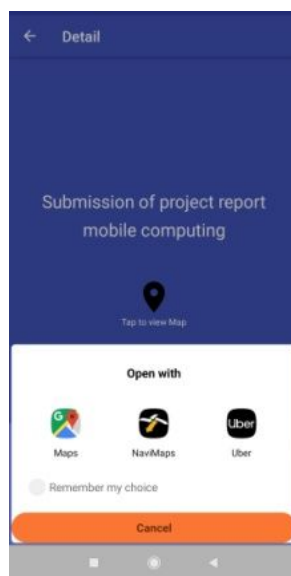 Detail
Submission of project report
mobile computing
Tap to view Map
Open with
Maps NaviMaps Uber
Remember my choice
Cancel